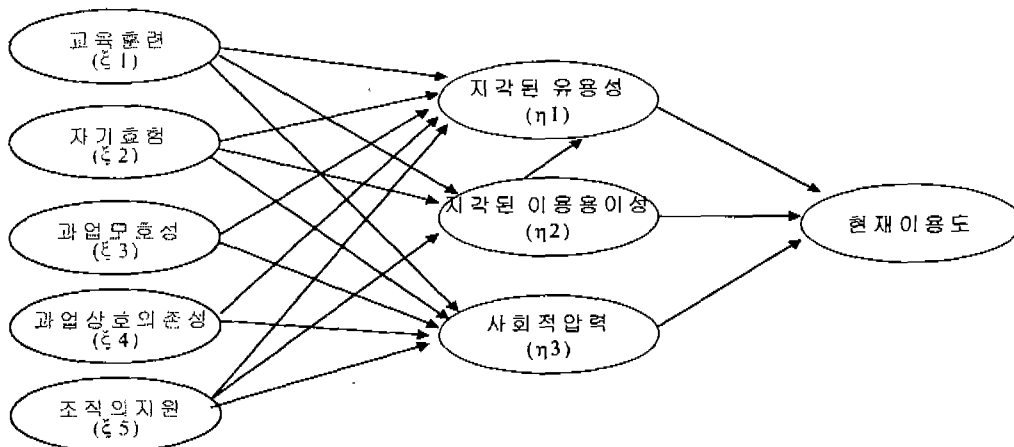 교육훈련
(ξ1)
자기효험
(ξ2)
과업모호성
(ξ3)
과업상호의존성
(ξ4)
조직의지원
(ξ5)
지각된 유용성
(η1)
지각된 이용용이성
(η2)
사회적압력
(η3)
현재이용도